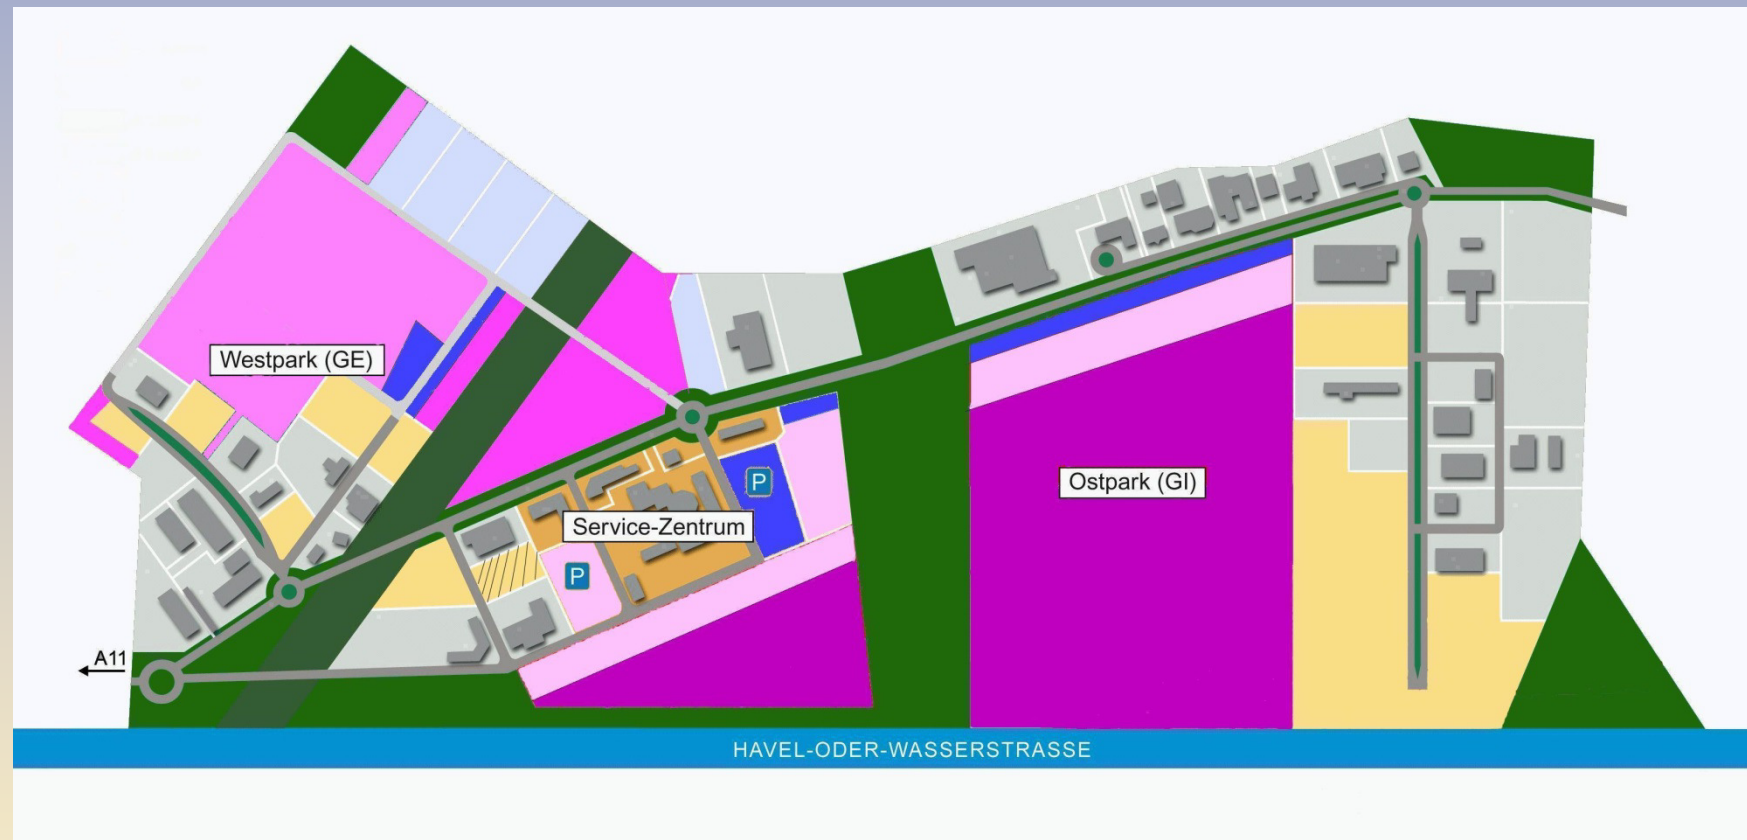 Westpark (GE)
P
Ostpark (GI)
Service-Zentrum
P
A11
HAVEL-ODER-WASSERSTRASSE